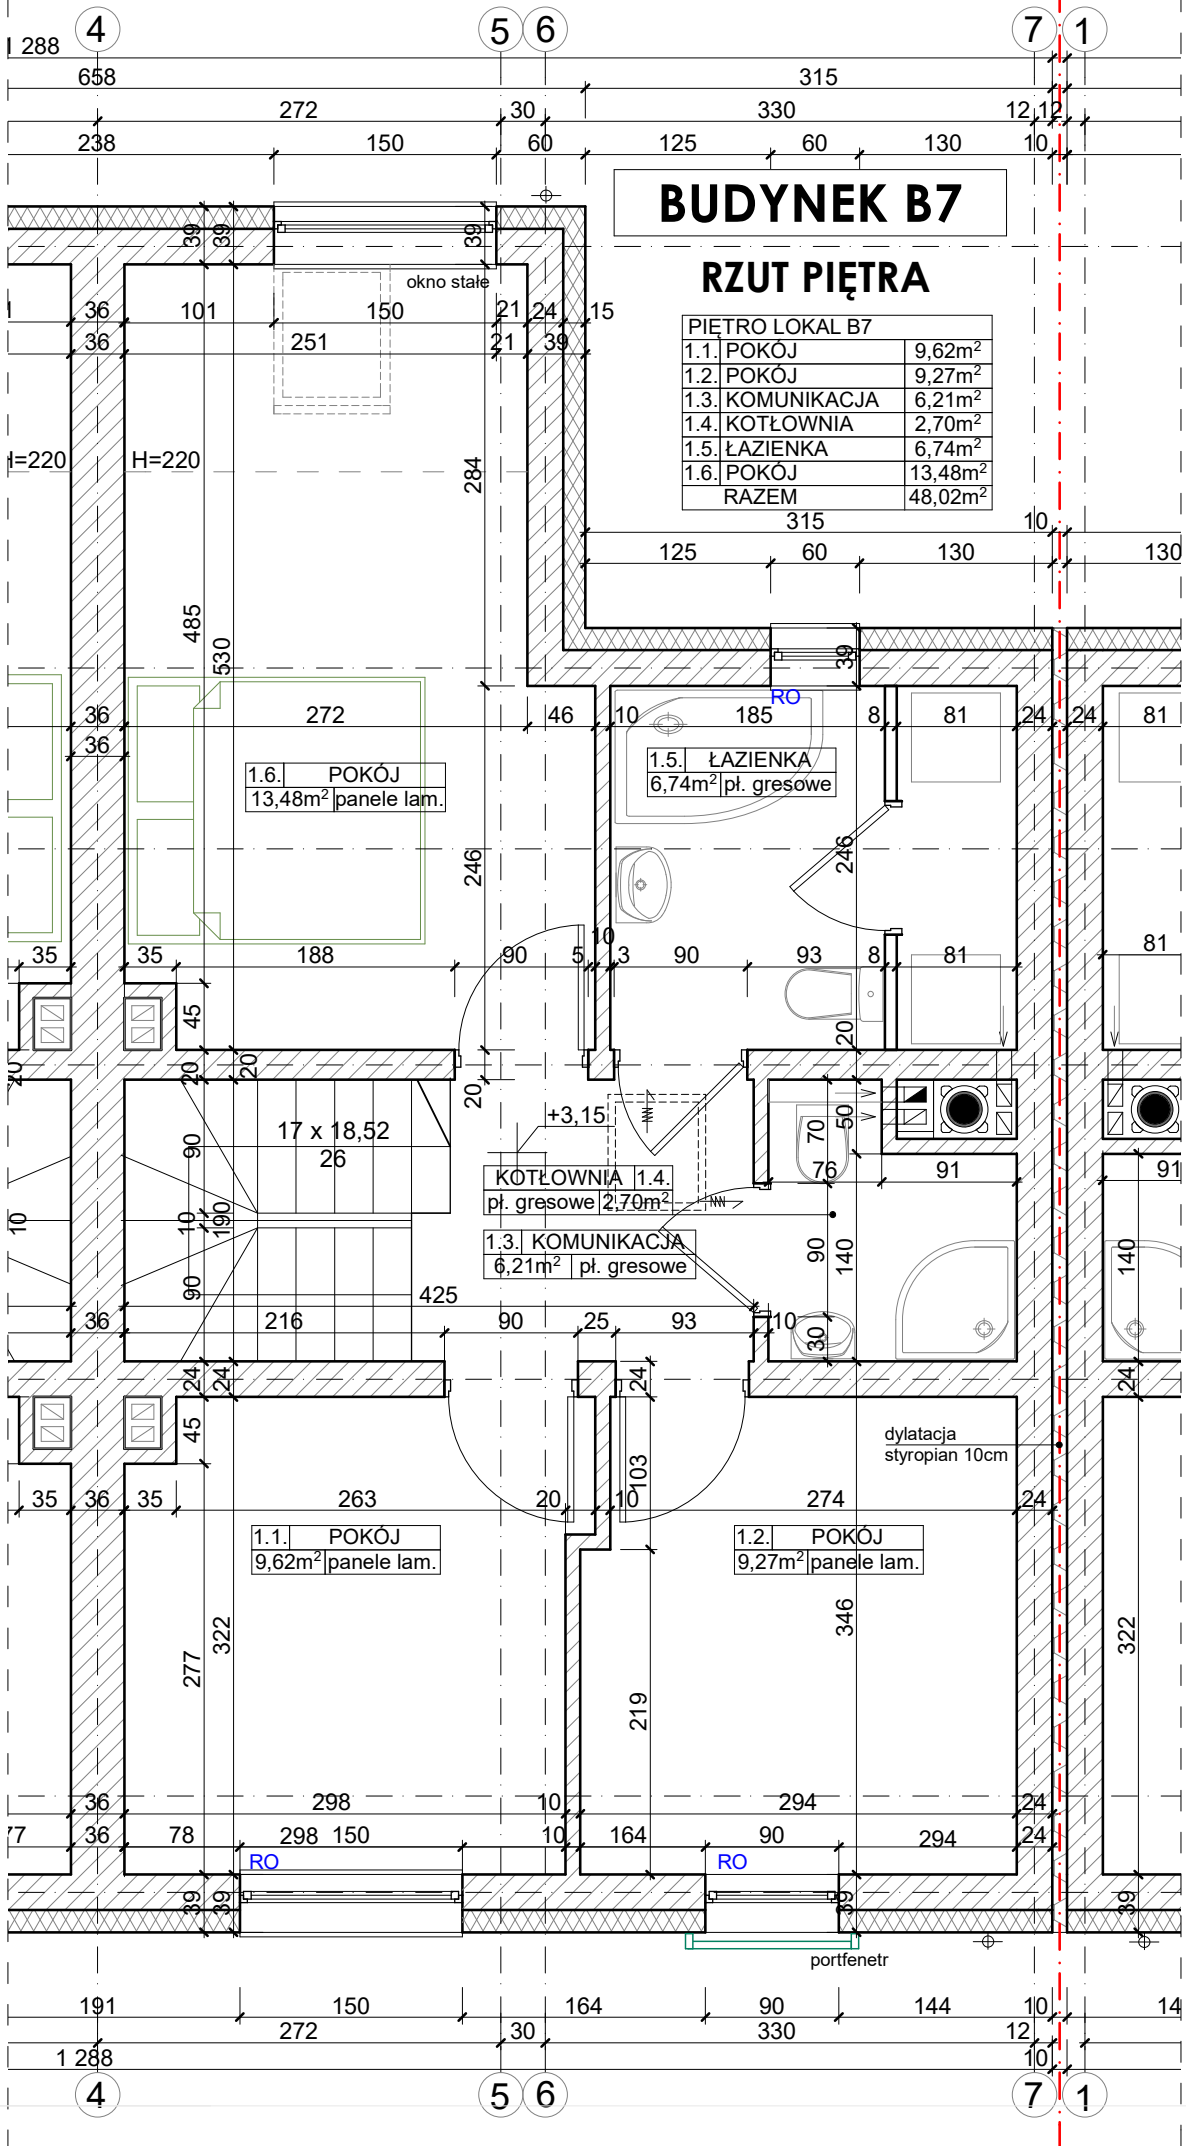 4 5 6 7 1
1 288
658 315
272 30 330 12 12
238 150 60 125 60 130 10
BUDYNEK B7
RZUT PIĘTRA
39 39 39
okno stałe
36 101 150 21 24 15
36 251 21 39
PIĘTRO LOKAL B7
1.1. POKÓJ 9,62m²
1.2. POKÓJ 9,27m²
1.3. KOMUNIKACJA 6,21m²
1.4. KOTŁOWNIA 2,70m²
1.5. ŁAZIENKA 6,74m²
1.6. POKÓJ 13,48m²
RAZEM 48,02m²
H=220 H=220
284
315 10
125 60 130 130
485 530
39
RO
36 272 46 10 185 8 81 24 24 81
36
1.6. POKÓJ
13,48m² panele lam.
1.5. ŁAZIENKA
6,74m² pł. gresowe
246 246
10
35 35 188 90 5 3 90 93 8 81 81
45
20
20 20 20 20
+3,15
17 x 18,52
26
90 70 50
76 91 91
KOTŁOWNIA 1.4.
pł. gresowe 2,70m²
10 10 190
1.3. KOMUNIKACJA
6,21m² pł. gresowe
90 140 140
90
425
36 216 90 25 93 10
30
24 24 24 24
45
dylatacja
styropian 10cm
103
35 36 35 263 20 10 274 24
1.1. POKÓJ
9,62m² panele lam.
1.2. POKÓJ
9,27m² panele lam.
277 322 219 346 322
36 298 10 294 24
77 36 78 298 150 10 164 90 294 24
RO RO
39 39 39 39
portfenetr
191 150 164 90 144 10 14
272 30 330 12
1 288 10
4 5 6 7 1